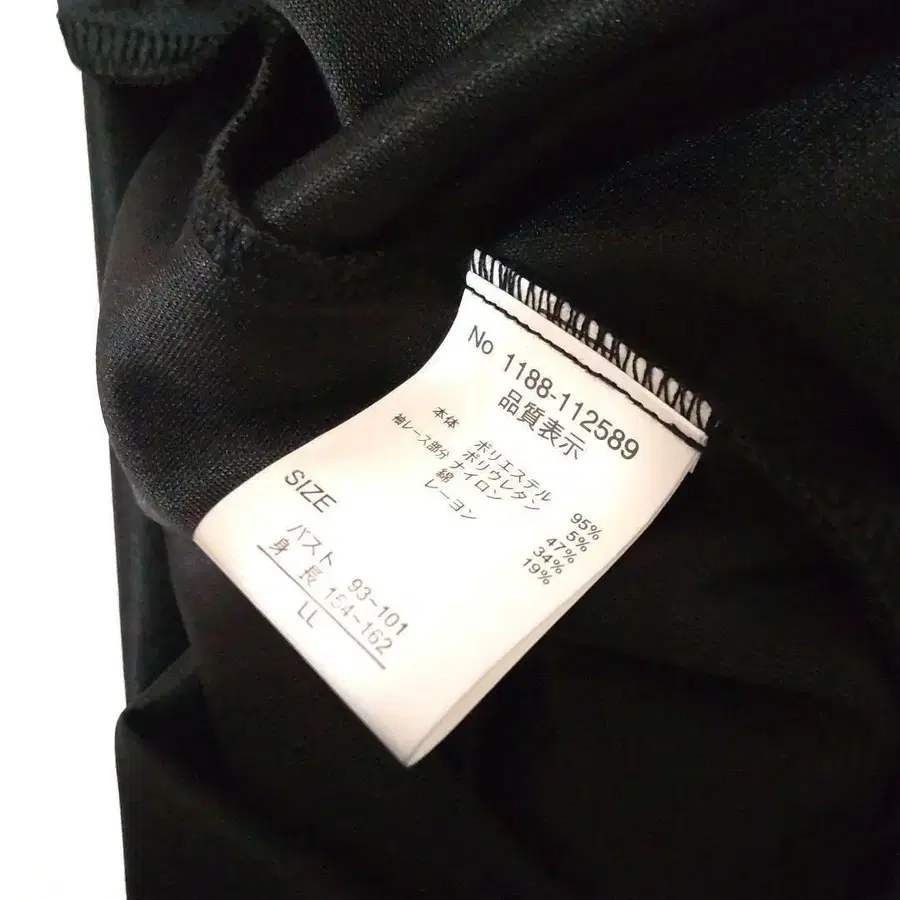 No 1188-112589
品質表示
本体 ポリエステル 95%
ポリウレタン 5%
袖レース部分 ナイロン 47%
綿 34%
レーヨン 19%
SIZE
バスト 93~101
身長 154~162
LL